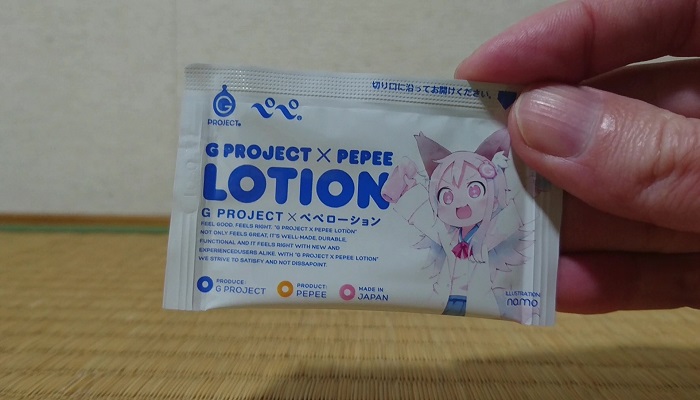 切り口に沿ってお開けください。
G
PROJECT®
ペペ®
G PROJECT × PEPEE
LOTION
G PROJECT × ペペローション
FEEL GOOD, FEELS RIGHT. "G PROJECT X PEPEE LOTION"
NOT ONLY FEELS GREAT, IT'S WELL-MADE, DURABLE,
FUNCTIONAL AND IT FEELS RIGHT WITH NEW AND
EXPERIENCEDUSERS ALIKE. WITH "G PROJECT X PEPEE LOTION"
WE STRIVE TO SATISFY AND NOT DISSAPOINT.
PRODUCE:
G PROJECT
PRODUCT:
PEPEE
MADE IN
JAPAN
ILLUSTRATION
namo